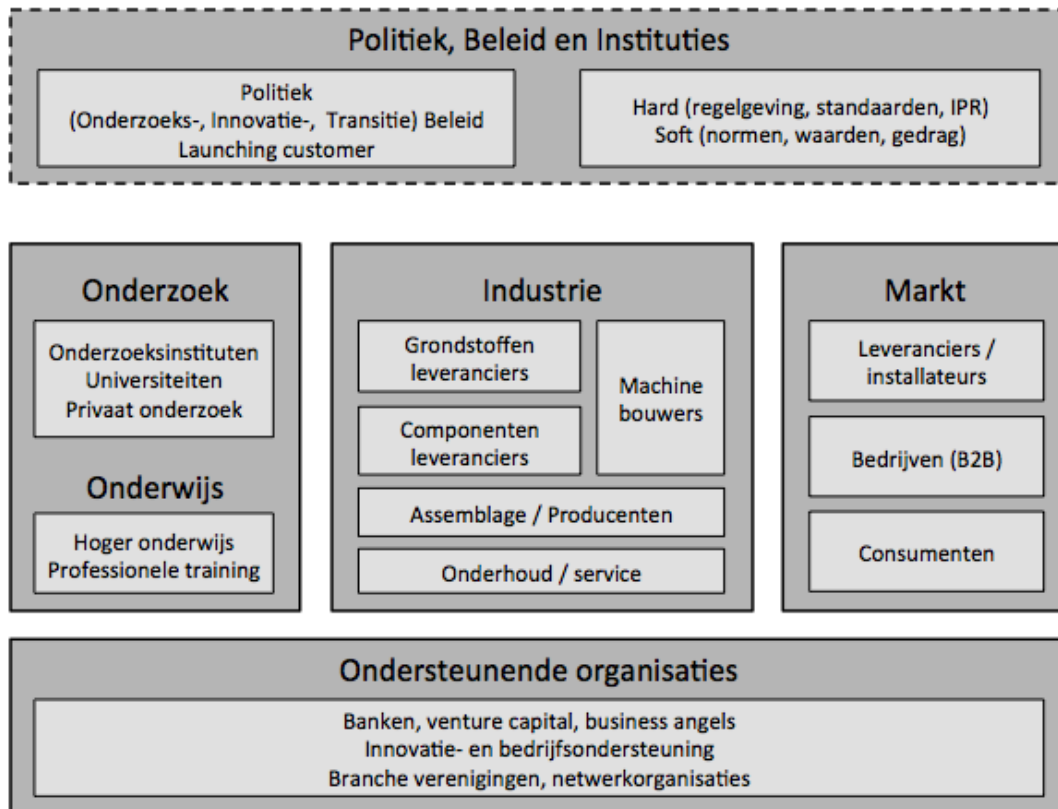 Politiek, Beleid en Instituties
Politiek
(Onderzoeks-, Innovatie-, Transitie) Beleid
Launching customer
Hard (regelgeving, standaarden, IPR)
Soft (normen, waarden, gedrag)
Onderzoek
Onderzoeksinstituten
Universiteiten
Privaat onderzoek
Onderwijs
Hoger onderwijs
Professionele training
Industrie
Grondstoffen
leveranciers
Componenten
leveranciers
Machine
bouwers
Assemblage / Producenten
Onderhoud / service
Markt
Leveranciers /
installateurs
Bedrijven (B2B)
Consumenten
Ondersteunende organisaties
Banken, venture capital, business angels
Innovatie- en bedrijfsondersteuning
Branche verenigingen, netwerkorganisaties